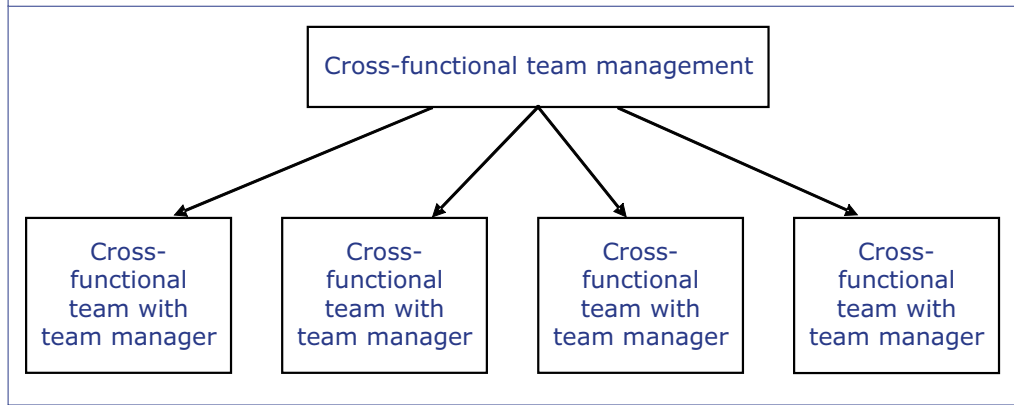 Cross-functional team management
Cross-
functional
team with
team manager
Cross-
functional
team with
team manager
Cross-
functional
team with
team manager
Cross-
functional
team with
team manager